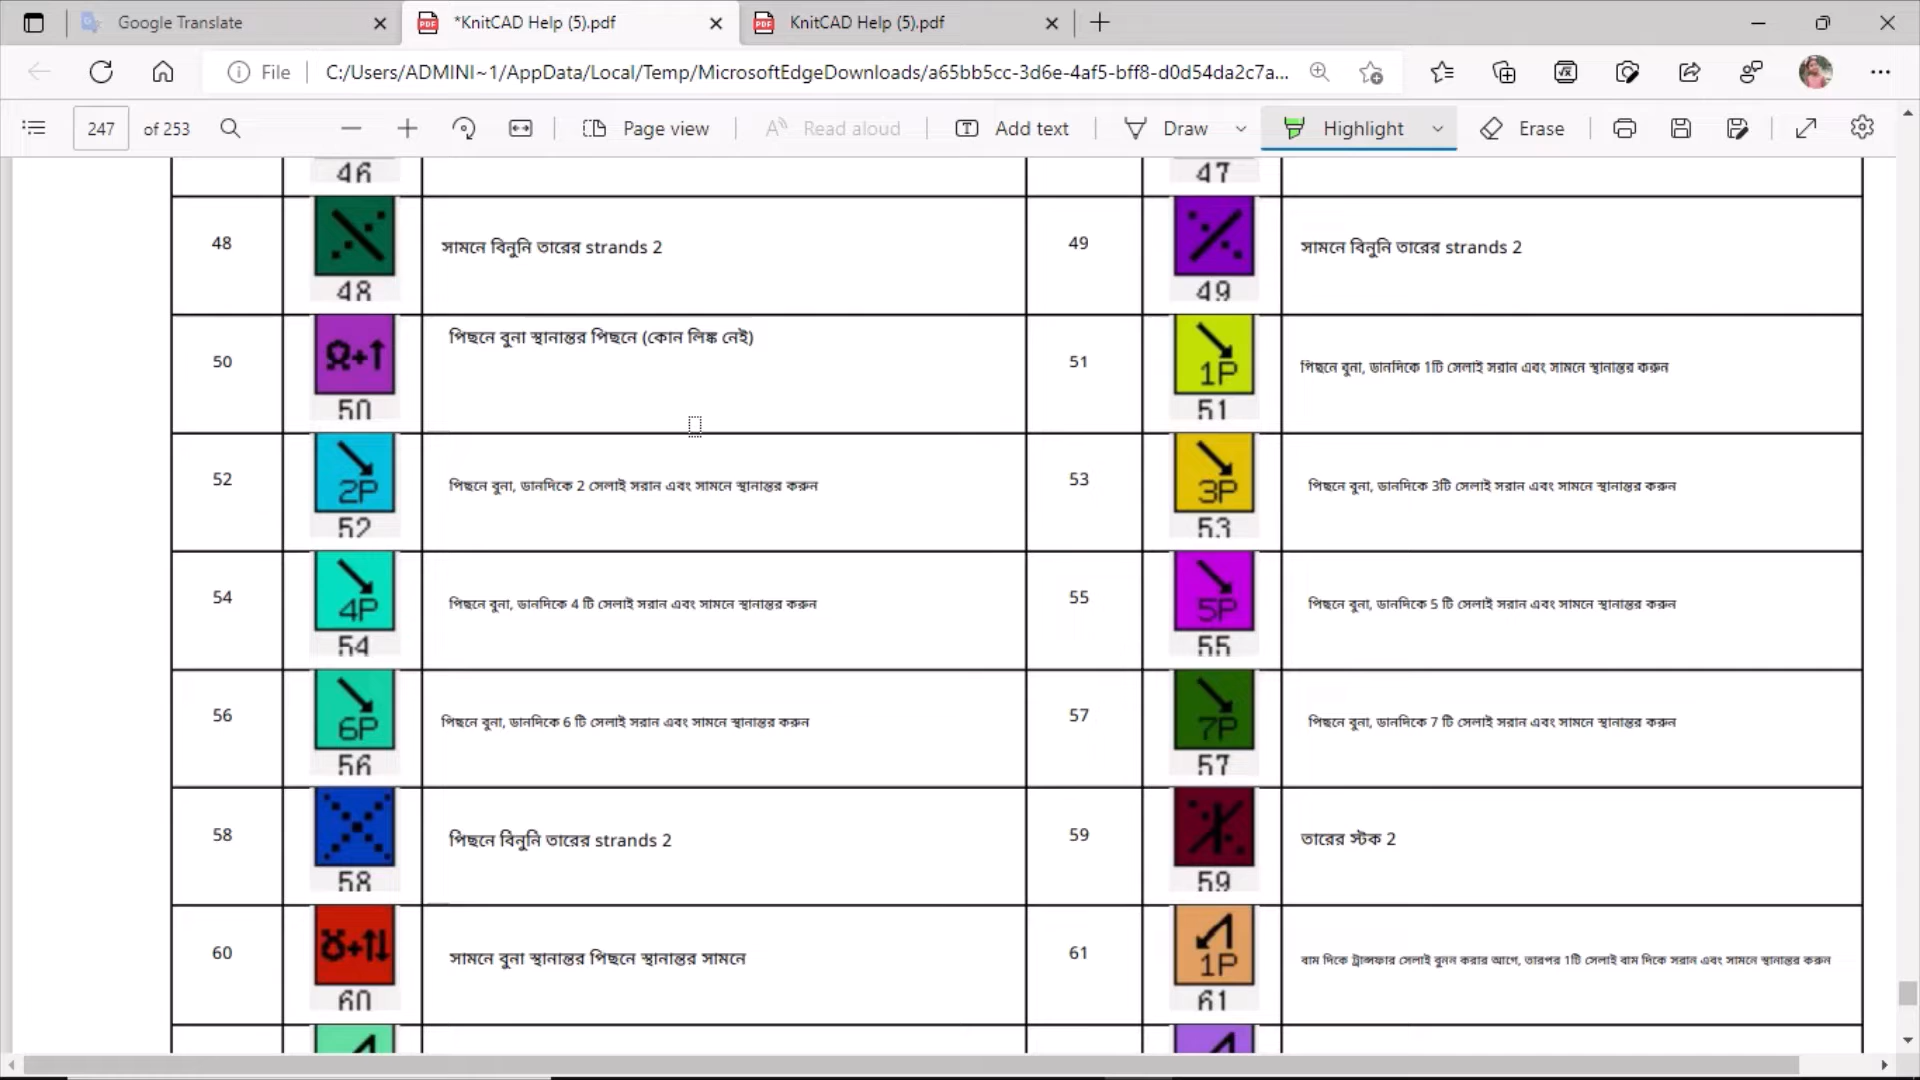 Google Translate
*KnitCAD Help (5).pdf
KnitCAD Help (5).pdf
File
C:/Users/ADMINI~1/AppData/Local/Temp/MicrosoftEdgeDownloads/a65bb5cc-3d6e-4af5-bff8-d0d54da2c7a...
247 of 253
Page view
Read aloud
Add text
Draw
Highlight
Erase
46
47
48
48
সামনে বিনুনি তারের strands 2
49
49
সামনে বিনুনি তারের strands 2
50
50
পিছনে বুনা স্থানান্তর পিছনে (কোন লিঙ্ক নেই)
51
1P
51
পিছনে বুনা, ডানদিকে 1টি সেলাই সরান এবং সামনে স্থানান্তর করুন
52
2P
52
পিছনে বুনা, ডানদিকে 2 সেলাই সরান এবং সামনে স্থানান্তর করুন
53
3P
53
পিছনে বুনা, ডানদিকে 3টি সেলাই সরান এবং সামনে স্থানান্তর করুন
54
4P
54
পিছনে বুনা, ডানদিকে 4 টি সেলাই সরান এবং সামনে স্থানান্তর করুন
55
5P
55
পিছনে বুনা, ডানদিকে 5 টি সেলাই সরান এবং সামনে স্থানান্তর করুন
56
6P
56
পিছনে বুনা, ডানদিকে 6 টি সেলাই সরান এবং সামনে স্থানান্তর করুন
57
7P
57
পিছনে বুনা, ডানদিকে 7 টি সেলাই সরান এবং সামনে স্থানান্তর করুন
58
58
পিছনে বিনুনি তারের strands 2
59
59
তারের স্টক 2
60
60
সামনে বুনা স্থানান্তর পিছনে স্থানান্তর সামনে
61
1P
61
বাম দিকে ট্রান্সফার সেলাই বুনন করার আগে, তারপর 1টি সেলাই বাম দিকে সরান এবং সামনে স্থানান্তর করুন